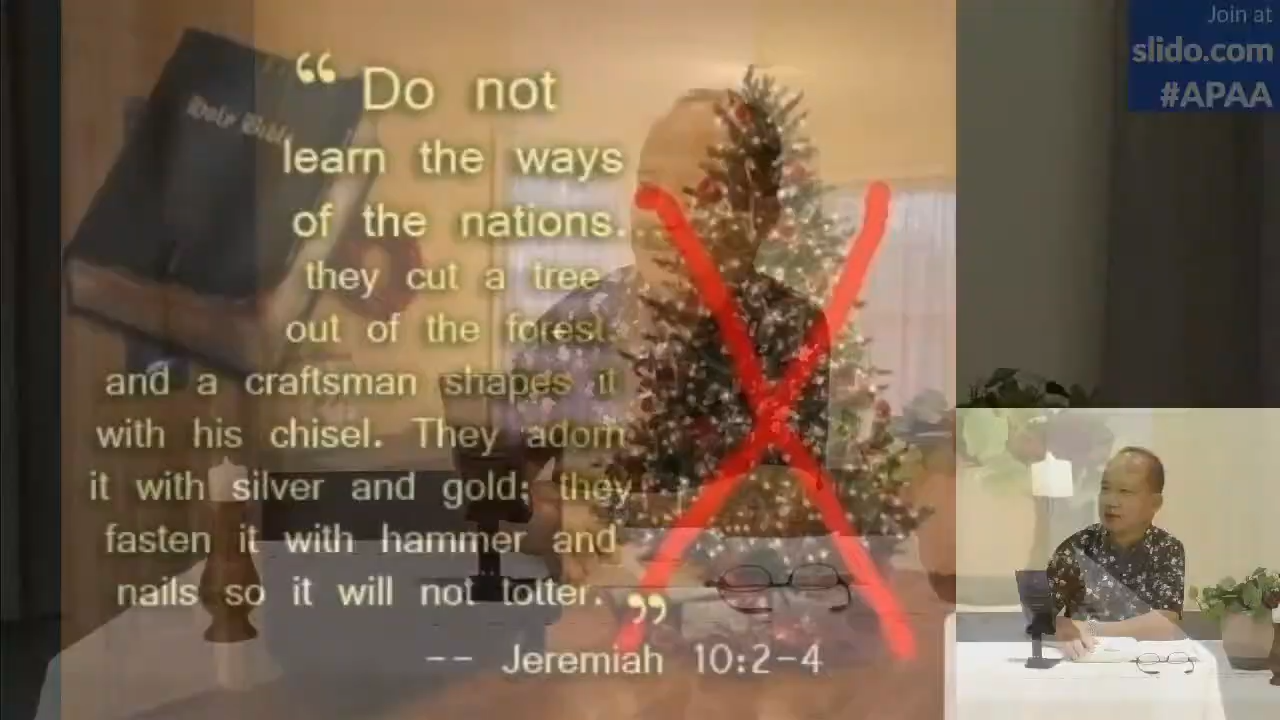 Join at
slido.com
#APAA
Holy Bible
“ Do not
learn the ways
of the nations..
they cut a tree
out of the forest.
and a craftsman shapes it
with his chisel. They adorn
it with silver and gold; they
fasten it with hammer and
nails so it will not totter. ”
-- Jeremiah 10:2-4